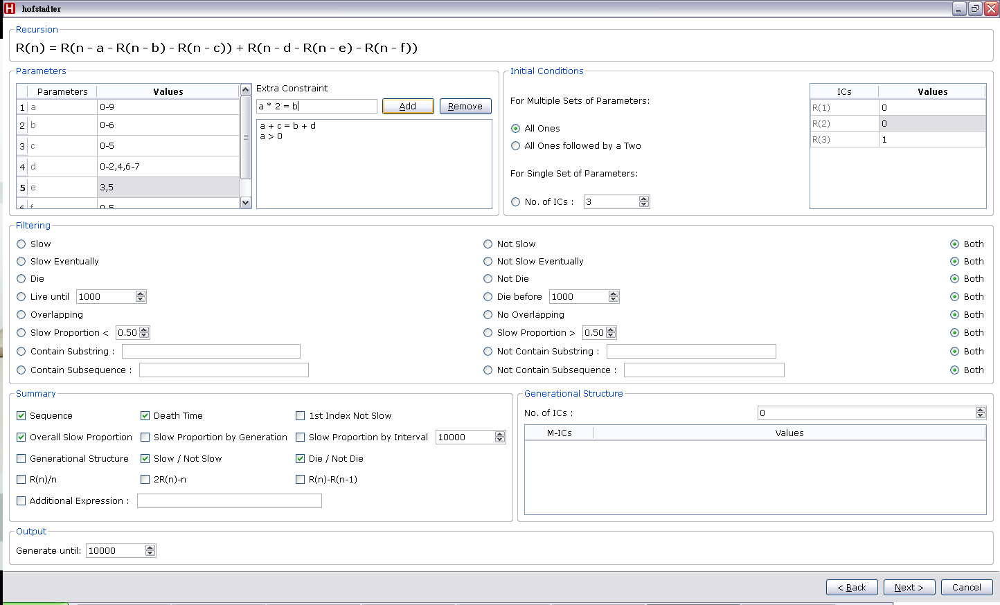 hofstadter
Recursion
R(n) = R(n - a - R(n - b) - R(n - c)) + R(n - d - R(n - e) - R(n - f))
Parameters
Parameters Values
1 a 0-9
2 b 0-6
3 c 0-5
4 d 0-2,4,6-7
5 e 3,5
6 f 0-5
Extra Constraint
a * 2 = b
Add
Remove
a + c = b + d
a > 0
Initial Conditions
For Multiple Sets of Parameters:
All Ones
All Ones followed by a Two
For Single Set of Parameters:
No. of ICs : 3
ICs Values
R(1) 0
R(2) 0
R(3) 1
Filtering
Slow Not Slow Both
Slow Eventually Not Slow Eventually Both
Die Not Die Both
Live until 1000 Die before 1000 Both
Overlapping No Overlapping Both
Slow Proportion < 0.50 Slow Proportion > 0.50 Both
Contain Substring : Not Contain Substring : Both
Contain Subsequence : Not Contain Subsequence : Both
Summary
Sequence Death Time 1st Index Not Slow
Overall Slow Proportion Slow Proportion by Generation Slow Proportion by Interval 10000
Generational Structure Slow / Not Slow Die / Not Die
R(n)/n 2R(n)-n R(n)-R(n-1)
Additional Expression :
Generational Structure
No. of ICs : 0
M-ICs Values
Output
Generate until: 10000
< Back Next > Cancel